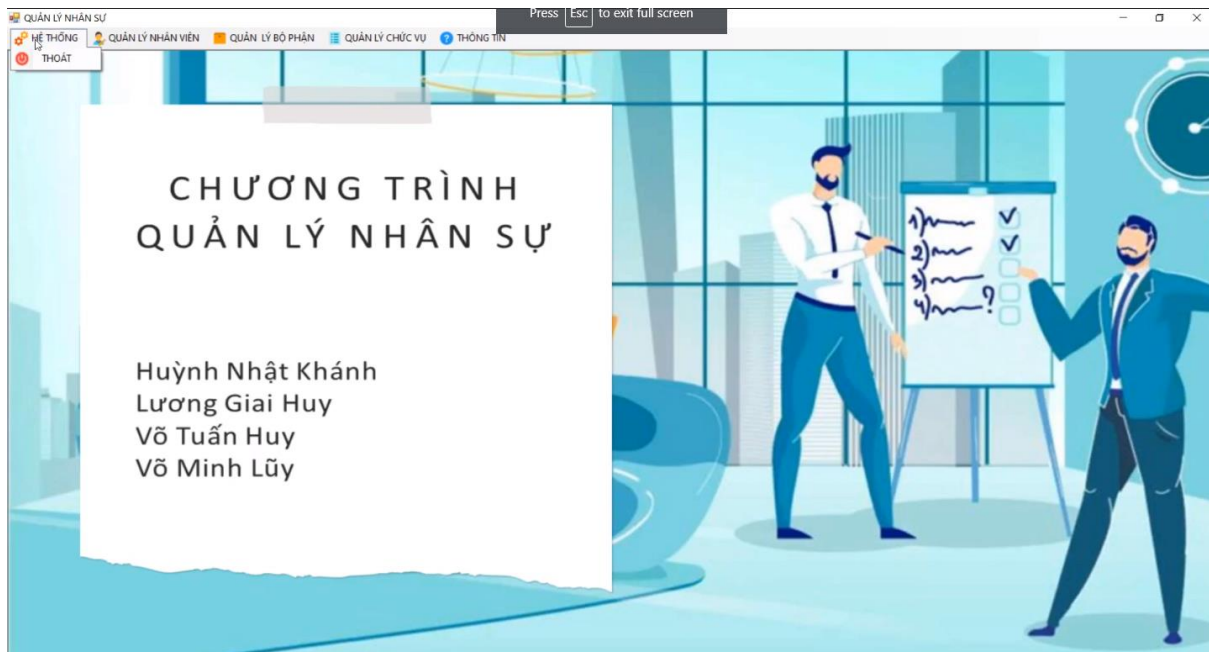 QUẢN LÝ NHÂN SỰ
Press Esc to exit full screen
HỆ THỐNG QUẢN LÝ NHÂN VIÊN QUẢN LÝ BỘ PHẬN QUẢN LÝ CHỨC VỤ THÔNG TIN
THOÁT
CHƯƠNG TRÌNH
QUẢN LÝ NHÂN SỰ
Huỳnh Nhật Khánh
Lương Giai Huy
Võ Tuấn Huy
Võ Minh Lũy
1)
2)
3)
4) ?